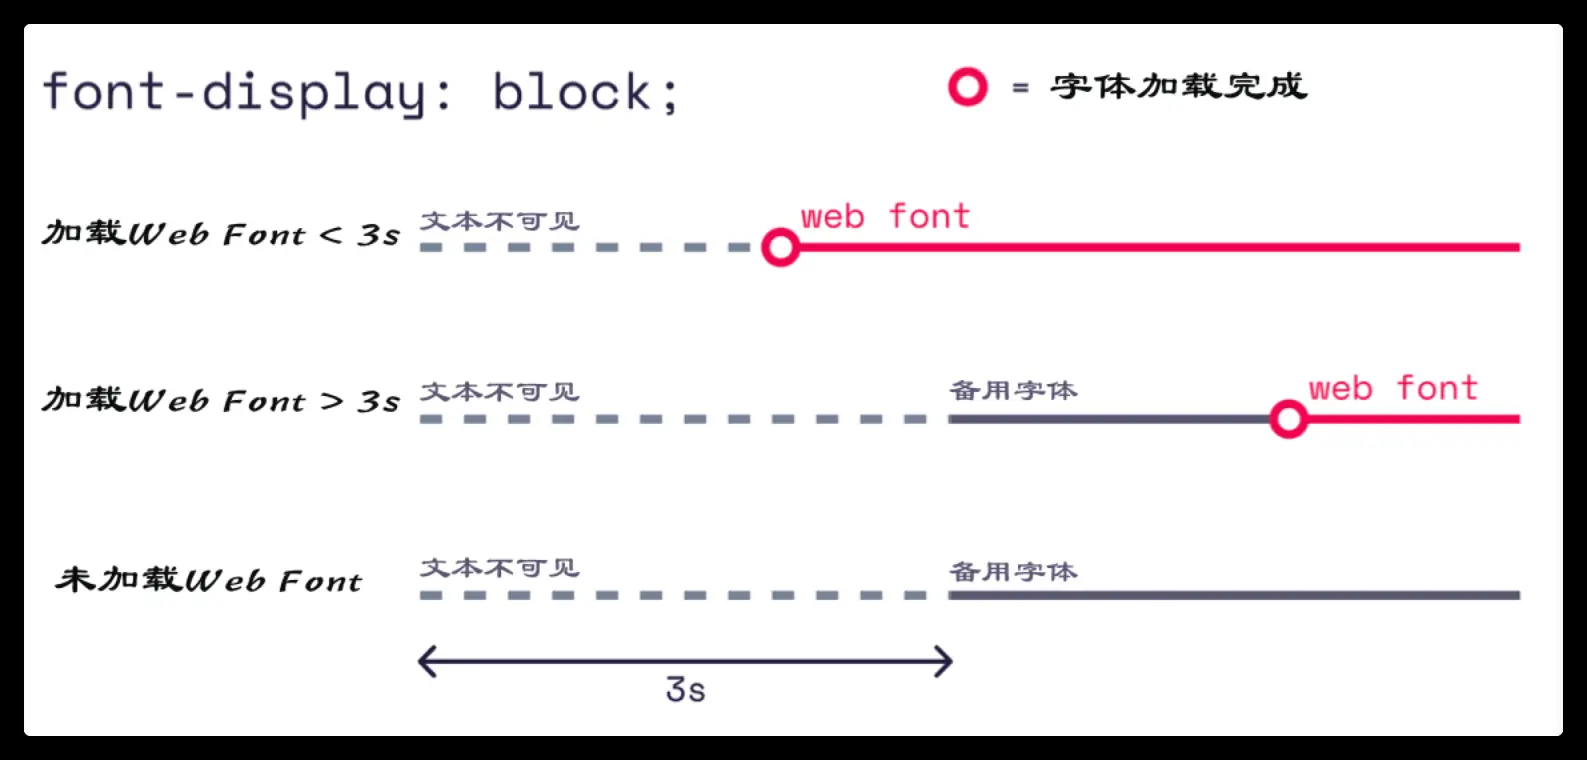 font-display: block;
= 字体加载完成
加载Web Font < 3s
文本不可见
web font
加载Web Font > 3s
文本不可见
备用字体
web font
未加载Web Font
文本不可见
备用字体
3s